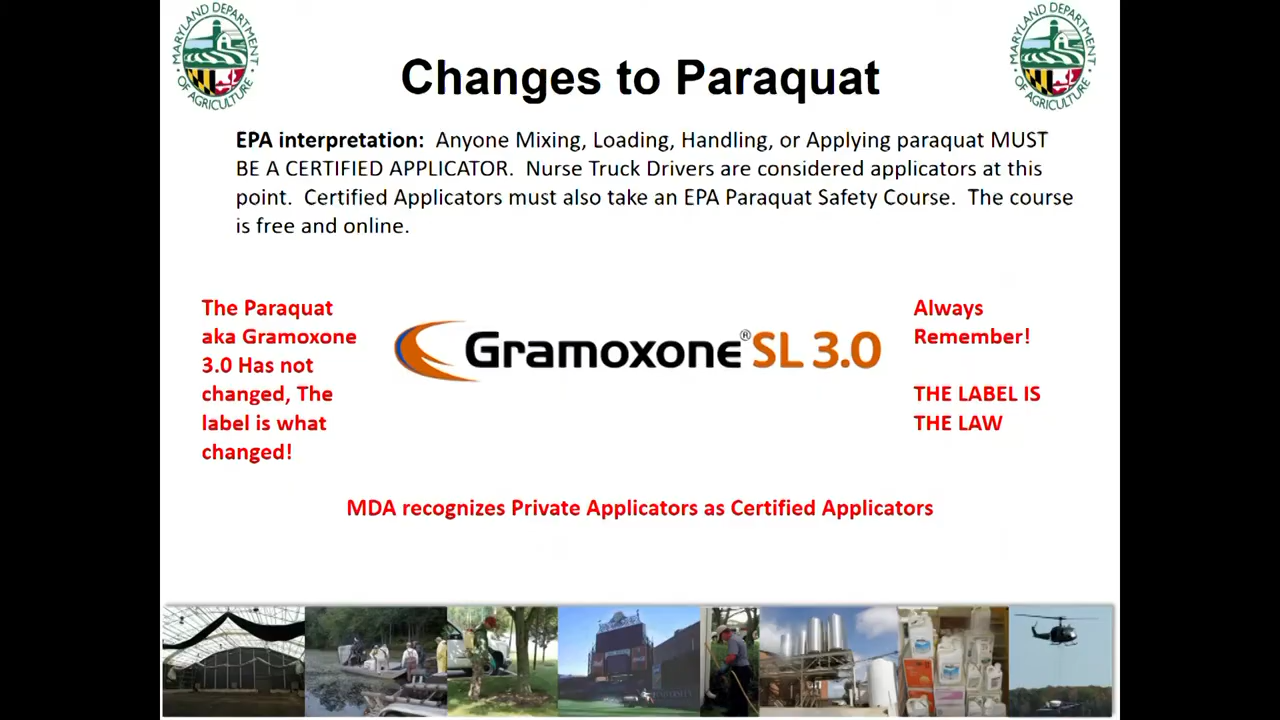 MARYLAND DEPARTMENT
OF AGRICULTURE
MARYLAND DEPARTMENT
OF AGRICULTURE
Changes to Paraquat
EPA interpretation: Anyone Mixing, Loading, Handling, or Applying paraquat MUST
BE A CERTIFIED APPLICATOR. Nurse Truck Drivers are considered applicators at this
point. Certified Applicators must also take an EPA Paraquat Safety Course. The course
is free and online.
The Paraquat
aka Gramoxone
3.0 Has not
changed, The
label is what
changed!
Gramoxone® SL 3.0
Always
Remember!
THE LABEL IS
THE LAW
MDA recognizes Private Applicators as Certified Applicators